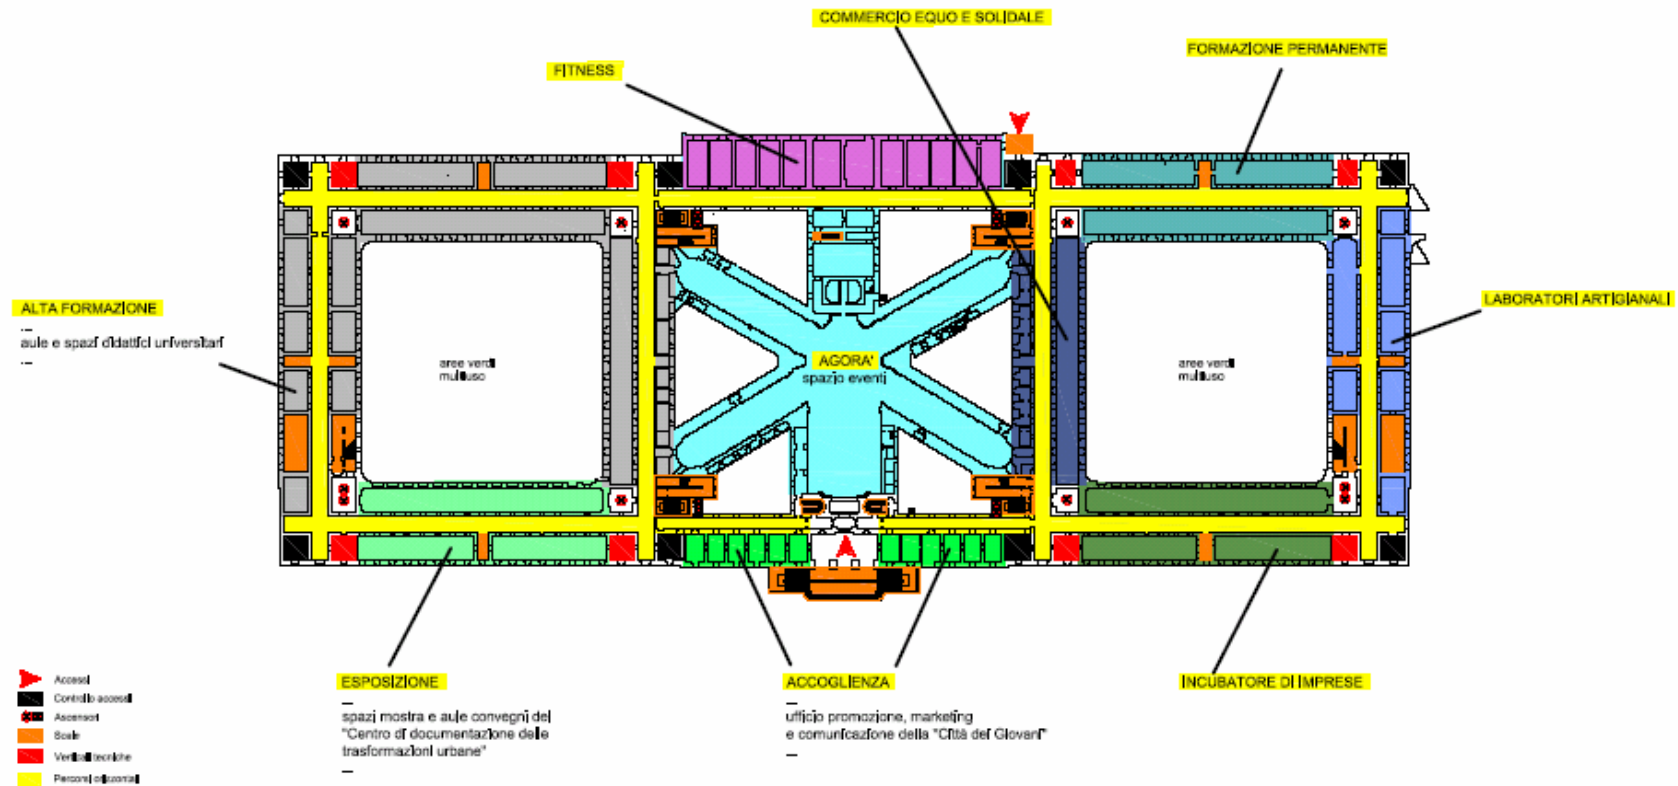 COMMERCIO EQUO E SOLIDALE
FORMAZIONE PERMANENTE
FITNESS
ALTA FORMAZIONE
aule e spazi didattici universitari
LABORATORI ARTIGIANALI
aree verdi
multiuso
AGORA'
spazio eventi
aree verdi
multiuso
ESPOSIZIONE
spazi mostra e aule convegni del
"Centro di documentazione delle
trasformazioni urbane"
ACCOGLIENZA
ufficio promozione, marketing
e comunicazione della "Città dei Giovani"
INCUBATORE DI IMPRESE
Accessi
Controllo accessi
Ascensori
Scale
Verticali tecniche
Percorsi orizzontali